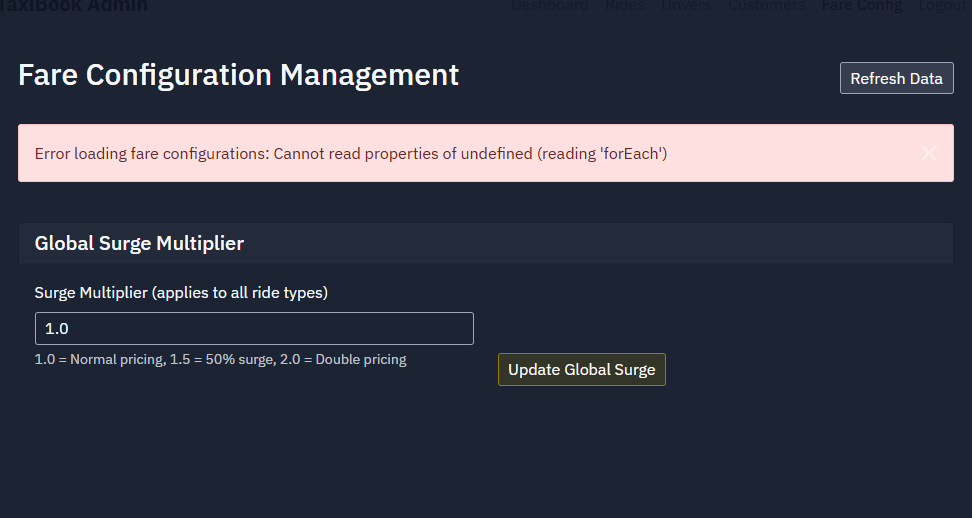 TaxiBook Admin
Dashboard Rides Drivers Customers Fare Config Logout
Fare Configuration Management
Refresh Data
Error loading fare configurations: Cannot read properties of undefined (reading 'forEach')
Global Surge Multiplier
Surge Multiplier (applies to all ride types)
1.0
1.0 = Normal pricing, 1.5 = 50% surge, 2.0 = Double pricing
Update Global Surge